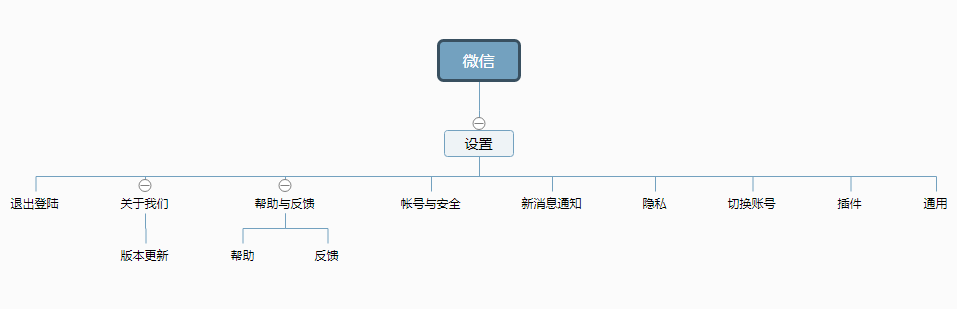 微信
设置
退出登陆
关于我们
帮助与反馈
帐号与安全
新消息通知
隐私
切换账号
插件
通用
版本更新
帮助
反馈